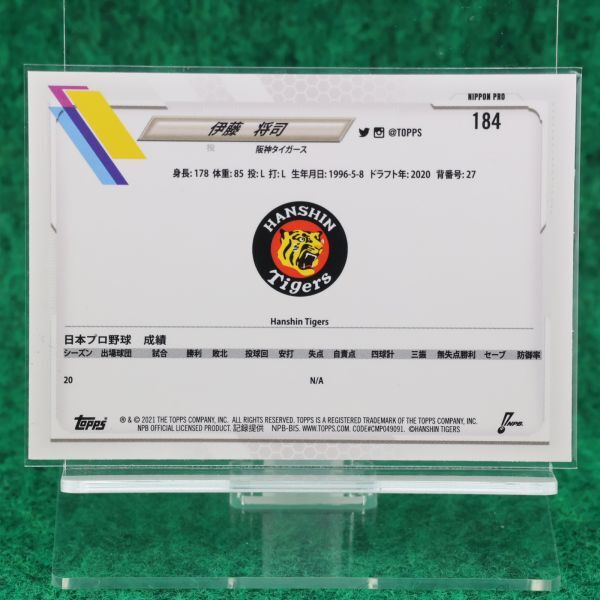 NIPPON PRO
184
伊藤 将司
@TOPPS
投
阪神タイガース
身長: 178 体重: 85 投: L 打: L 生年月日: 1996-5-8 ドラフト年: 2020 背番号: 27
HANSHIN
Tigers
Hanshin Tigers
日本プロ野球 成績
シーズン 出場球団 試合 勝利 敗北 投球回 安打 失点 自責点 四球計 三振 無失点勝利 セーブ 防御率
20 N/A
Topps
® & © 2021 THE TOPPS COMPANY, INC. ALL RIGHTS RESERVED. TOPPS IS A REGISTERED TRADEMARK OF THE TOPPS COMPANY, INC.
NPB OFFICIAL LICENSED PRODUCT. 記録提供 NPB-BIS. WWW.TOPPS.COM. CODE#CMP049091. ©HANSHIN TIGERS
NPB